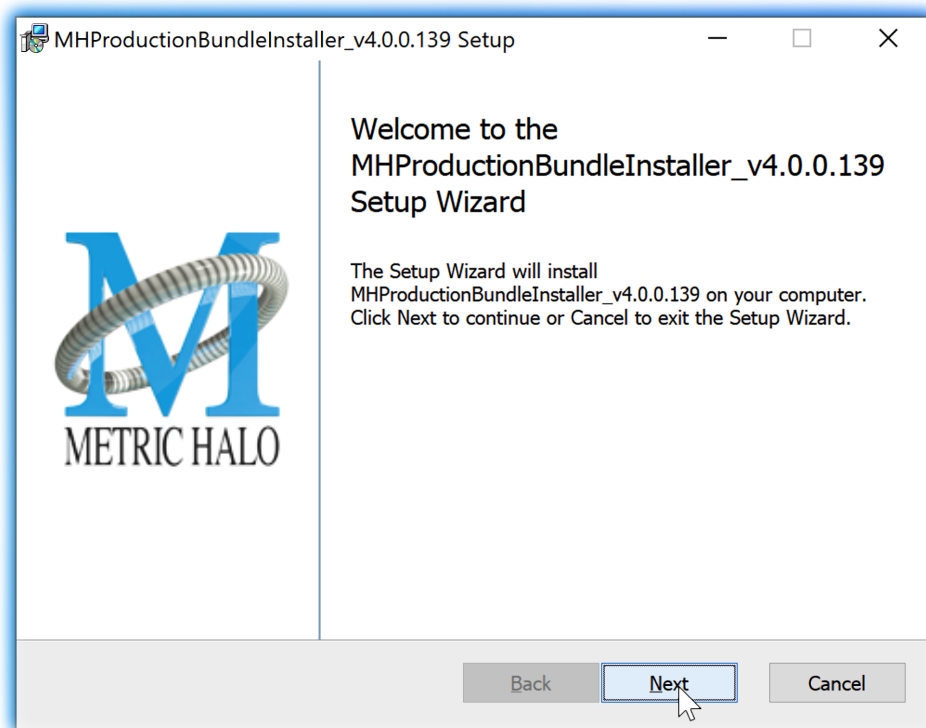 MHProductionBundleInstaller_v4.0.0.139 Setup
Welcome to the
MHProductionBundleInstaller_v4.0.0.139
Setup Wizard
The Setup Wizard will install
MHProductionBundleInstaller_v4.0.0.139 on your computer.
Click Next to continue or Cancel to exit the Setup Wizard.
METRIC HALO
Back
Next
Cancel